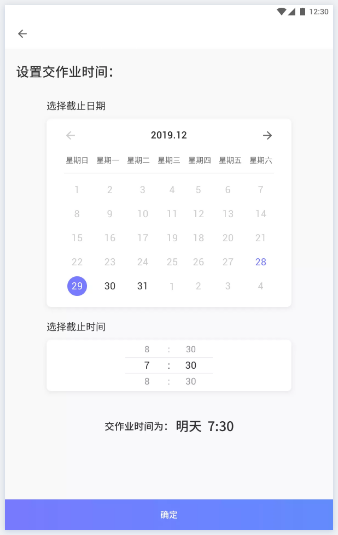 12:30
设置交作业时间：
选择截止日期
2019.12
星期日 星期一 星期二 星期三 星期四 星期五 星期六
1 2 3 4 5 6 7
8 9 10 11 12 13 14
15 16 17 19 18 20 21
22 23 24 25 26 27 28
29 30 31 1 2 3 4
选择截止时间
8 : 30
7 : 30
8 : 30
交作业时间为： 明天 7:30
确定